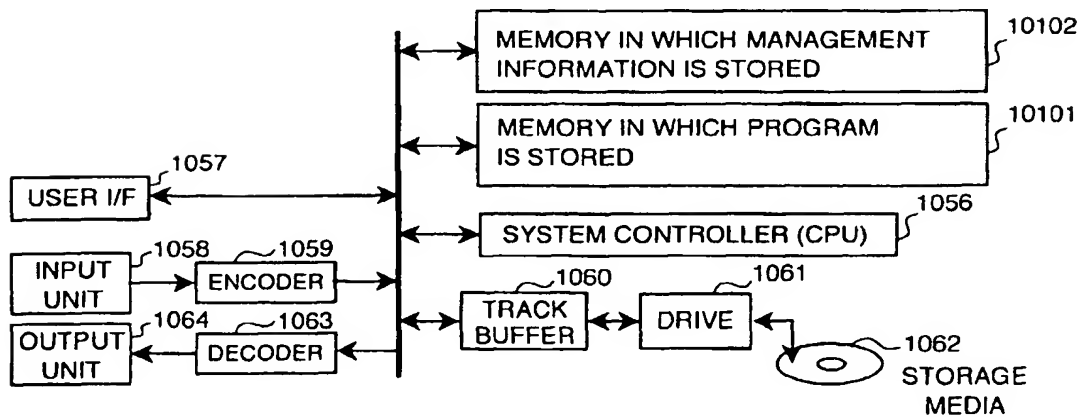 10102
MEMORY IN WHICH MANAGEMENT
INFORMATION IS STORED
10101
MEMORY IN WHICH PROGRAM
IS STORED
1057
USER I/F
1056
SYSTEM CONTROLLER (CPU)
1058
1059
INPUT
UNIT
ENCODER
1060
1061
TRACK
BUFFER
DRIVE
1064
1063
OUTPUT
UNIT
DECODER
1062
STORAGE
MEDIA